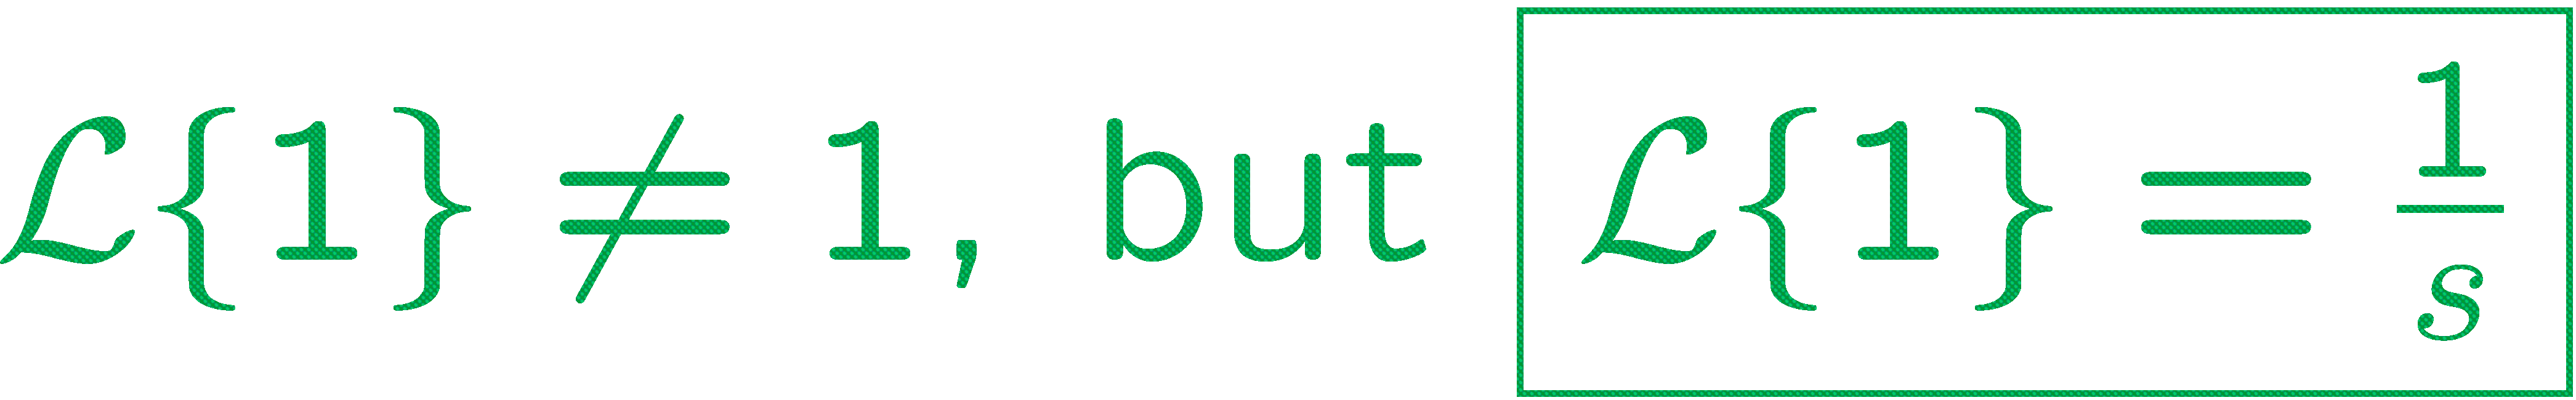 ℒ{1} ≠ 1, but ℒ{1} = 1/s